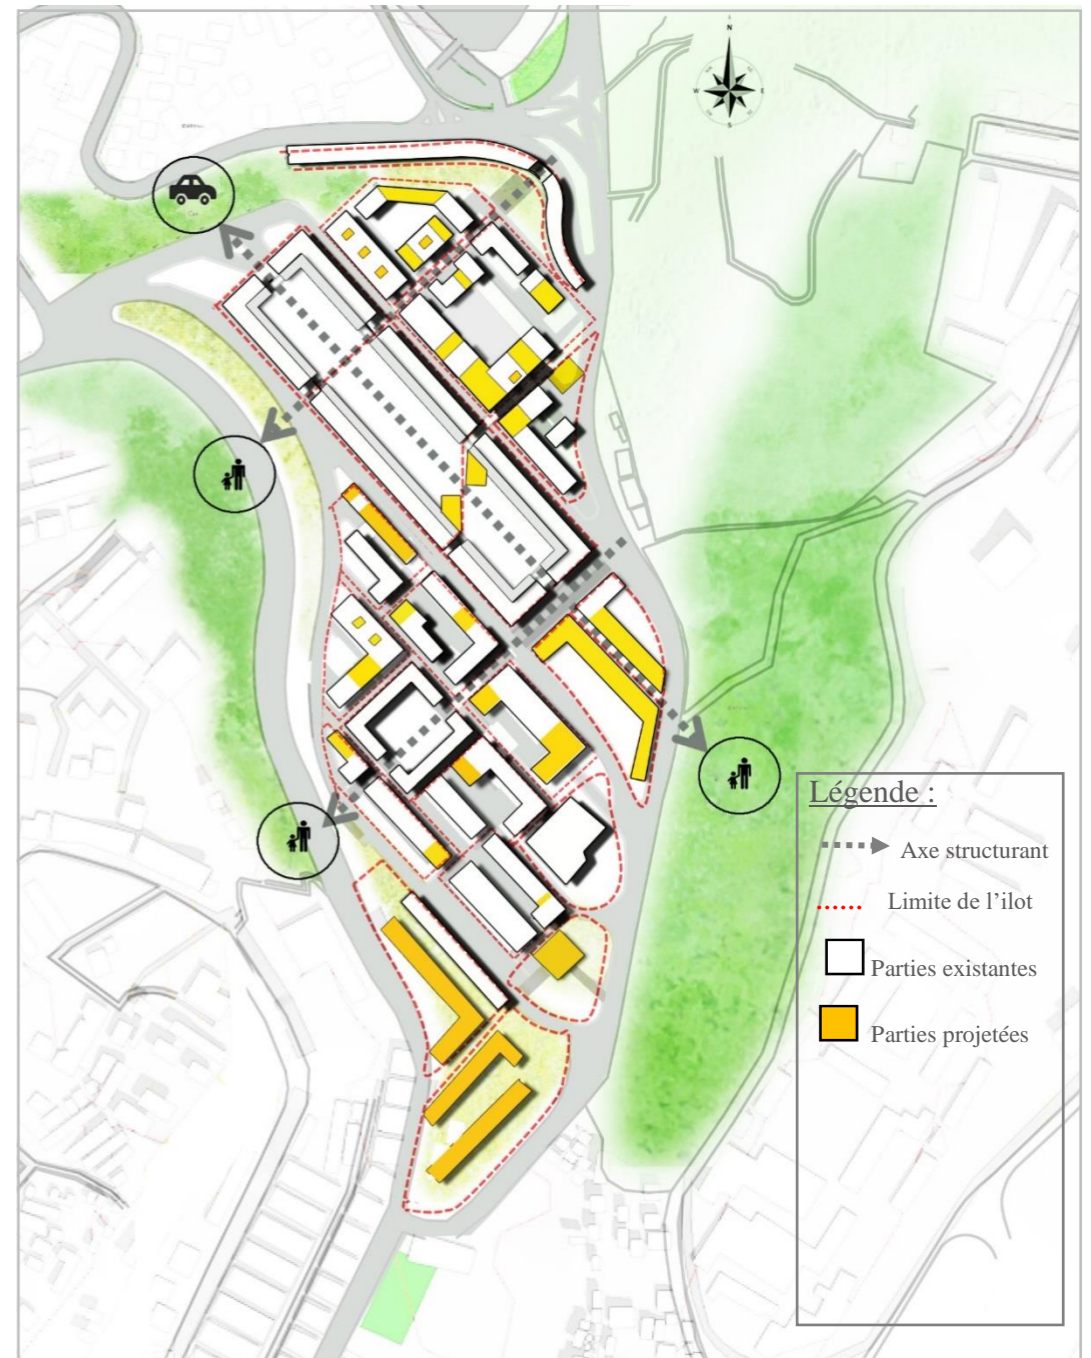 N
W
E
S
Légende :
Axe structurant
Limite de l’ilot
Parties existantes
Parties projetées